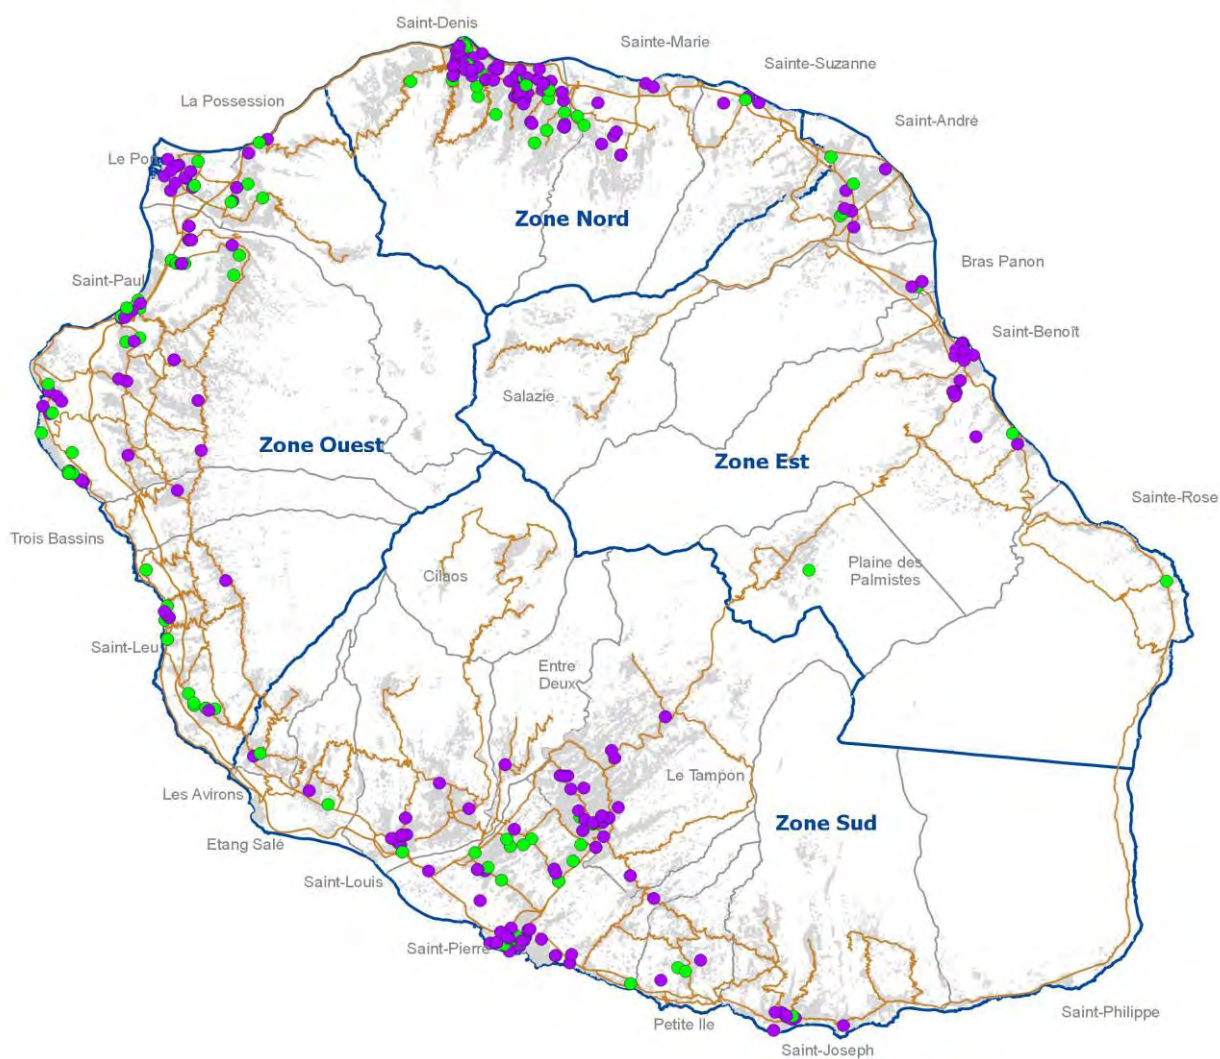 Saint-Denis
Sainte-Marie
Sainte-Suzanne
La Possession
Saint-André
Le Por
Zone Nord
Bras Panon
Saint-Paul
Saint-Benoît
Salazie
Zone Ouest
Zone Est
Sainte-Rose
Trois Bassins
Plaine des
Palmistes
Cilaos
Saint-Leu
Entre
Deux
Le Tampon
Les Avirons
Zone Sud
Etang Salé
Saint-Louis
Saint-Pierre
Saint-Philippe
Petite Ile
Saint-Joseph